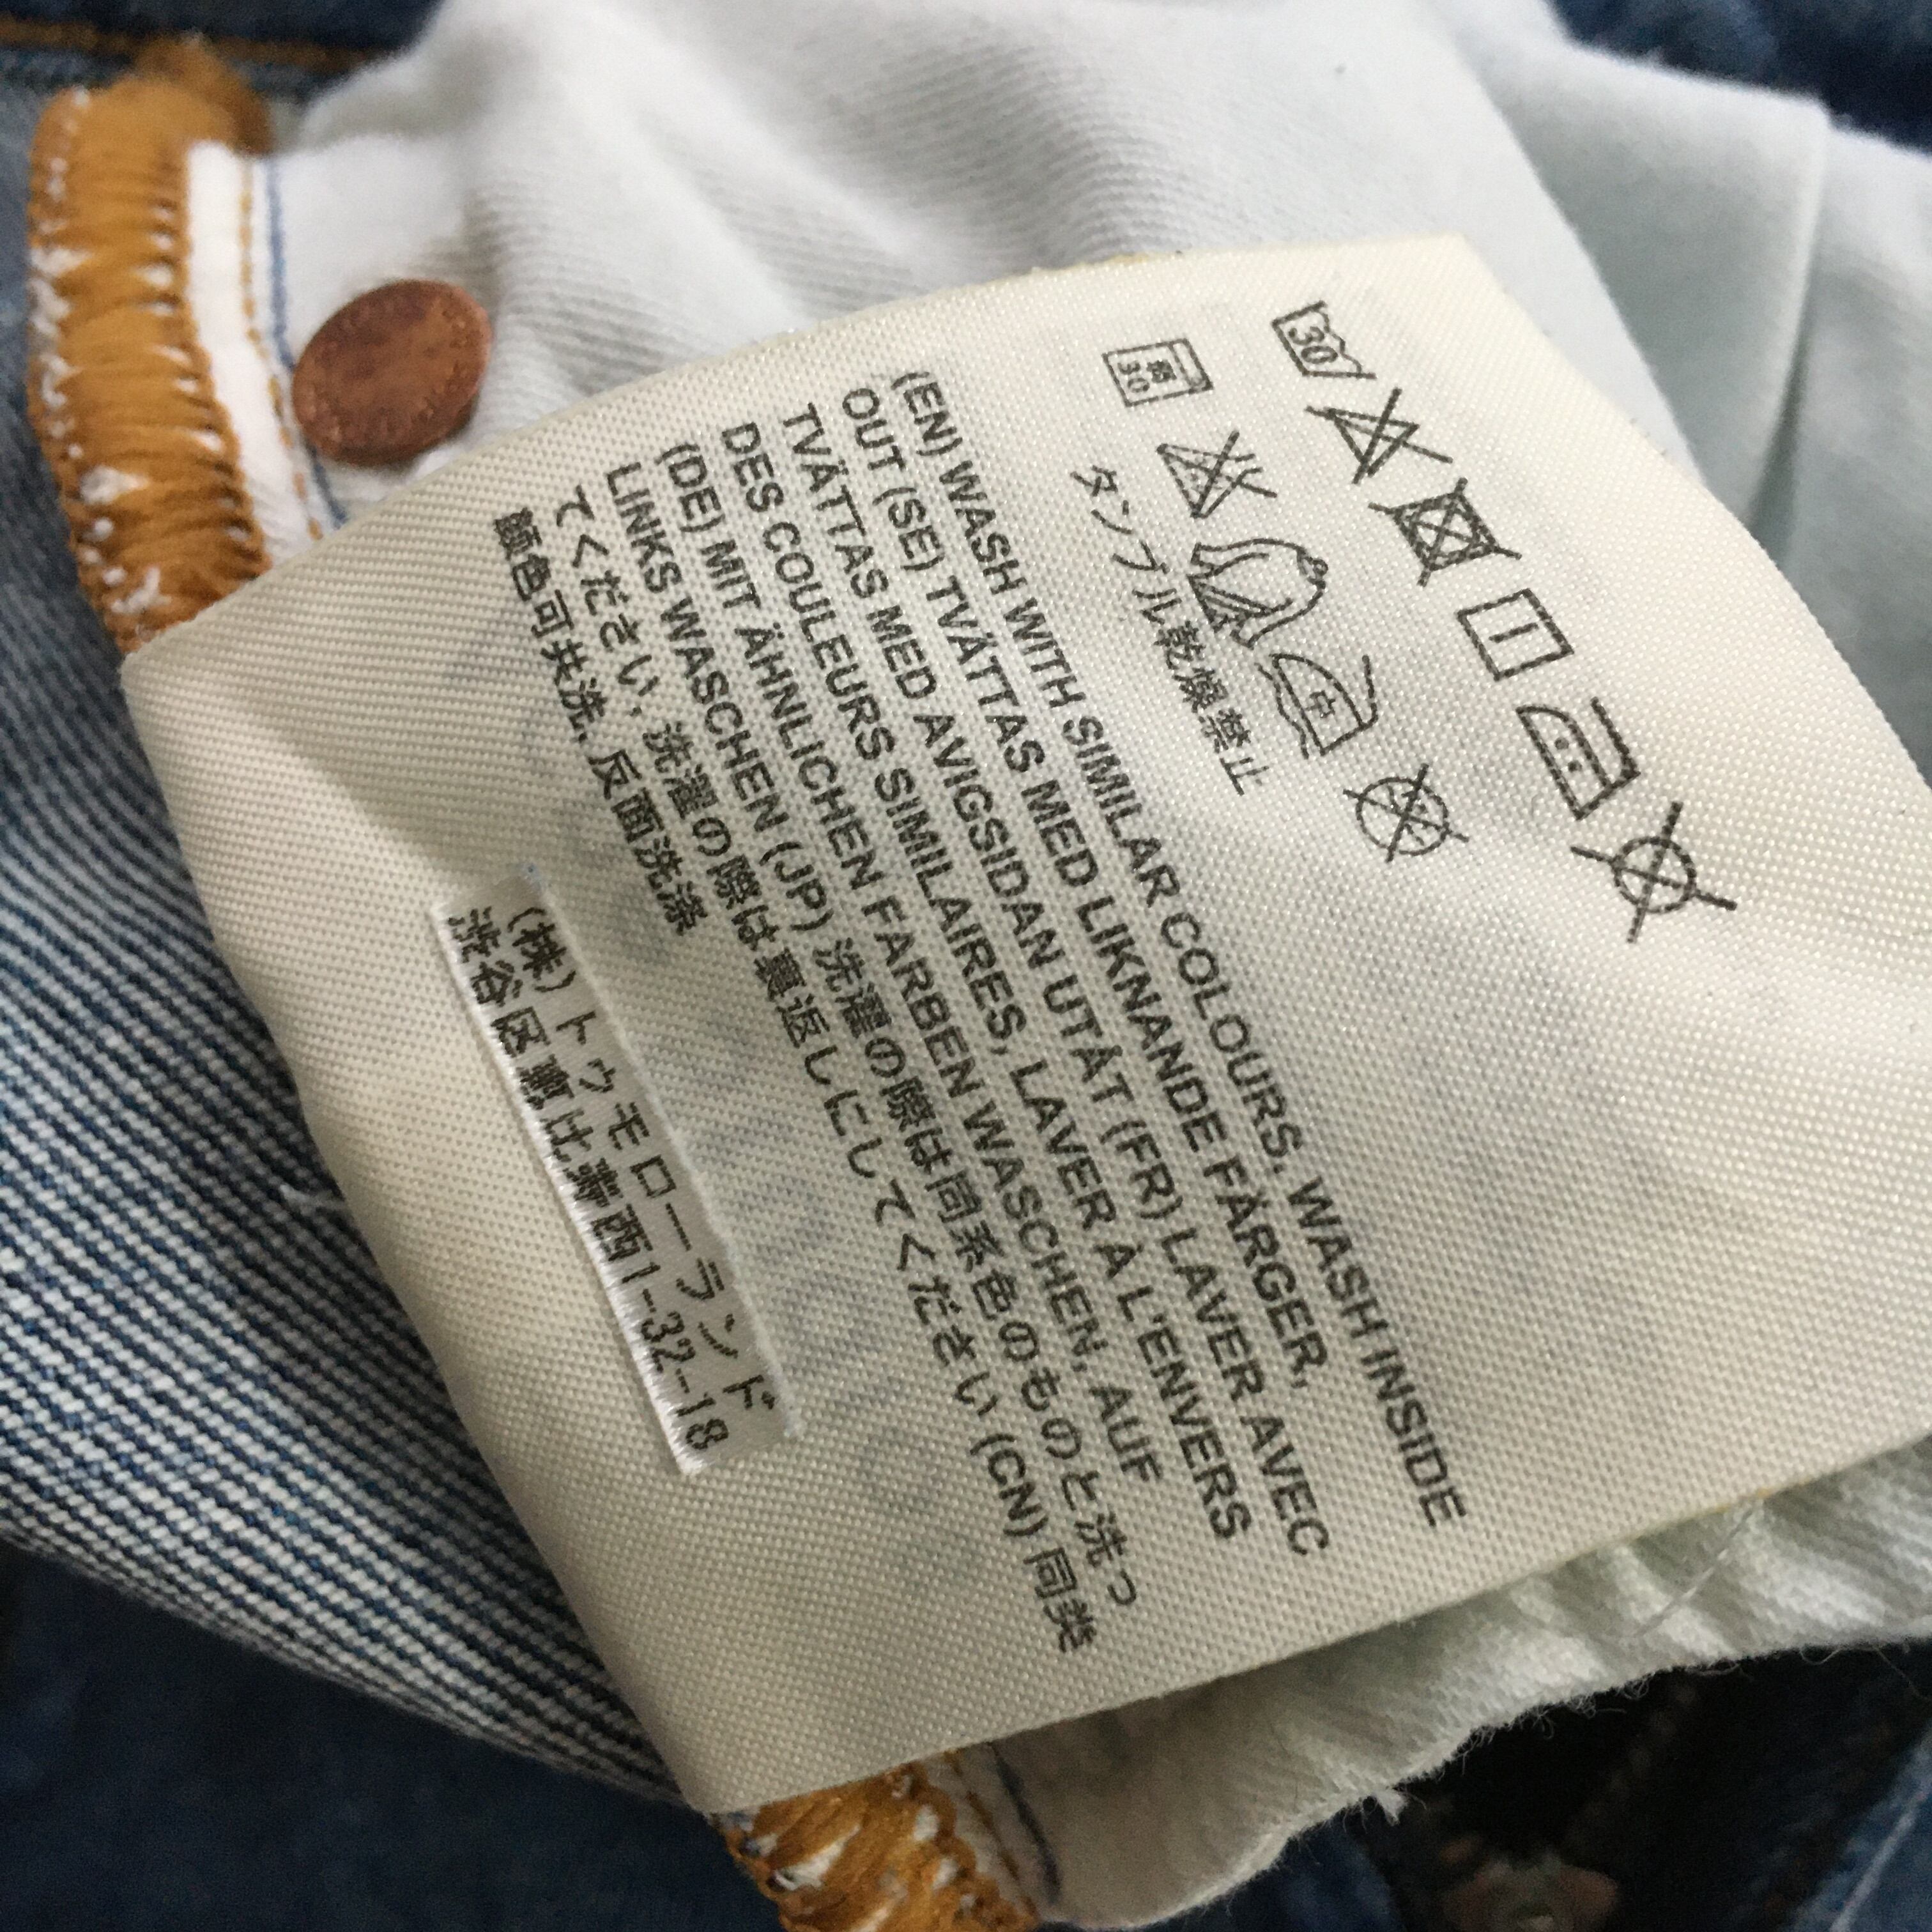 30
弱
30
中
タンブル乾燥禁止
(EN) WASH WITH SIMILAR COLOURS, WASH INSIDE
OUT (SE) TVÄTTAS MED LIKNANDE FÄRGER,
TVÄTTAS MED AVIGSIDAN UTÅT (FR) LAVER AVEC
DES COULEURS SIMILAIRES, LAVER À L'ENVERS
(DE) MIT ÄHNLICHEN FARBEN WASCHEN, AUF
LINKS WASCHEN (JP) 洗濯の際は同系色のものと洗っ
てください, 洗濯の際は裏返しにしてください (CN) 同类
颜色可共洗, 反面洗涤
(株)トゥモローランド
渋谷区恵比寿西1-32-18